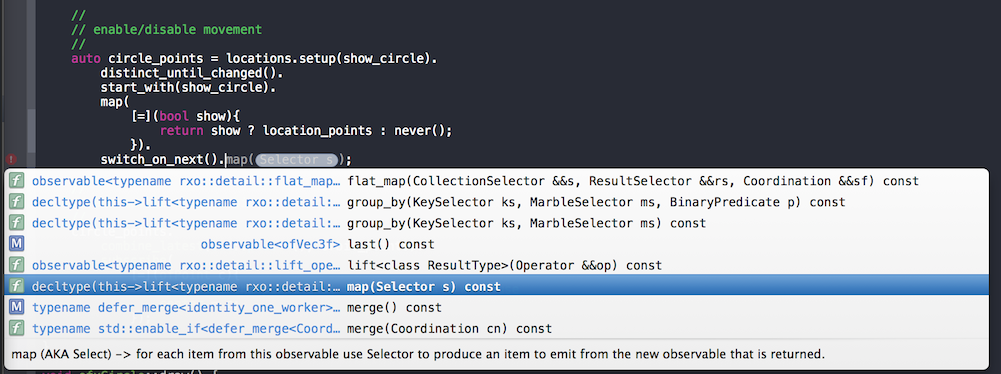 //
// enable/disable movement
//
auto circle_points = locations.setup(show_circle).
distinct_until_changed().
start_with(show_circle).
map(
[=](bool show){
return show ? location_points : never();
}).
switch_on_next().map(Selector s);
f observable<typename rxo::detail::flat_map… flat_map(CollectionSelector &&s, ResultSelector &&rs, Coordination &&sf) const
f decltype(this->lift<typename rxo::detail:… group_by(KeySelector ks, MarbleSelector ms, BinaryPredicate p) const
f decltype(this->lift<typename rxo::detail:… group_by(KeySelector ks, MarbleSelector ms) const
M observable<ofVec3f> last() const
f observable<typename rxo::detail::lift_ope… lift<class ResultType>(Operator &&op) const
f decltype(this->lift<typename rxo::detail:… map(Selector s) const
M typename defer_merge<identity_one_worker>… merge() const
f typename std::enable_if<defer_merge<Coord… merge(Coordination cn) const
map (AKA Select) -> for each item from this observable use Selector to produce an item to emit from the new observable that is returned.